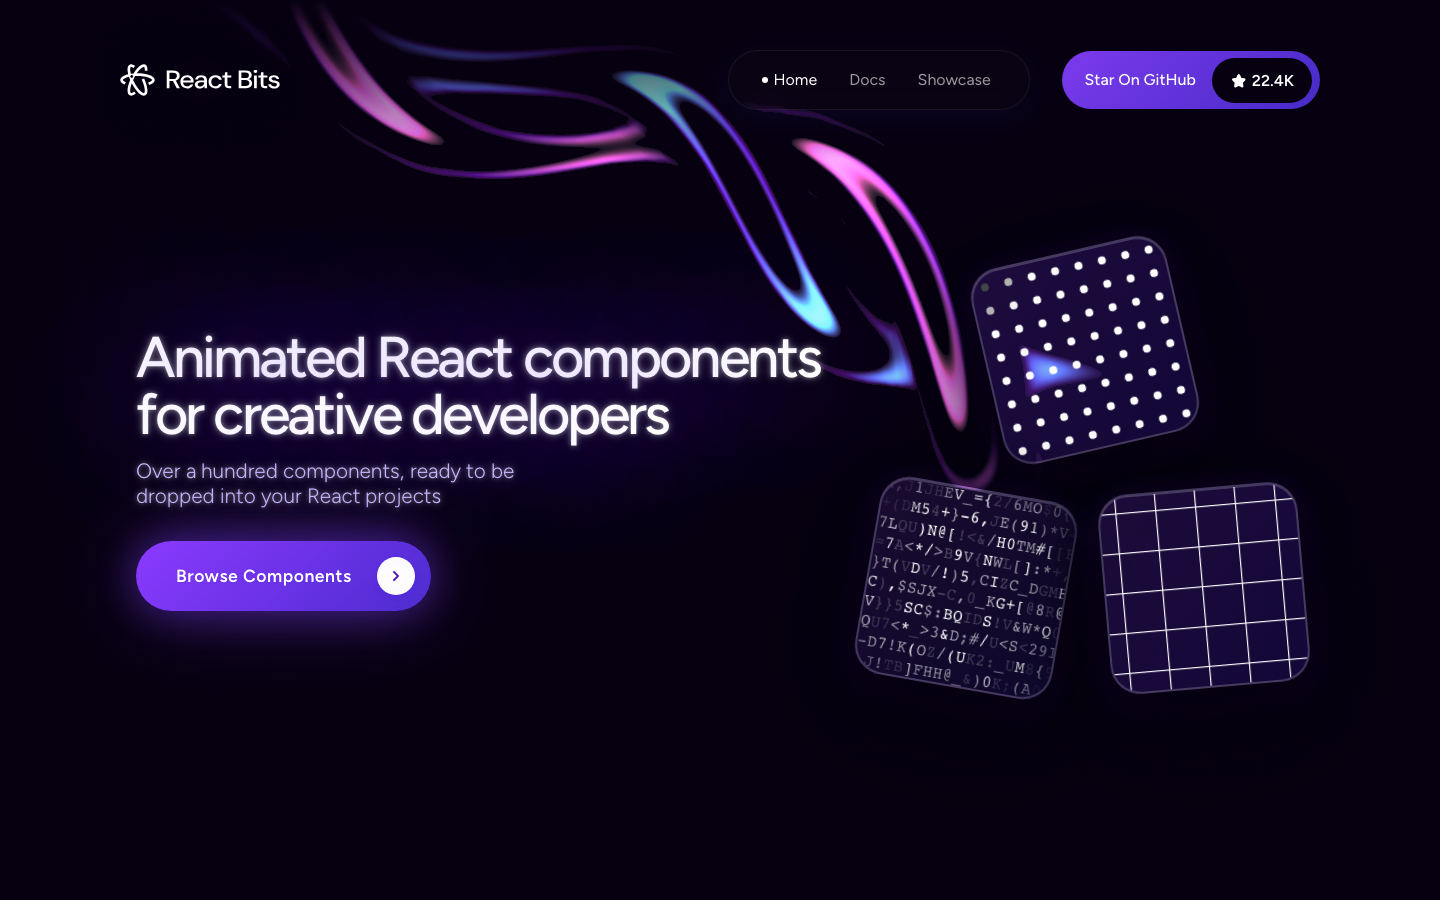 React Bits
Home
Docs
Showcase
Star On GitHub
22.4K
Animated React components
for creative developers
Over a hundred components, ready to be
dropped into your React projects
Browse Components